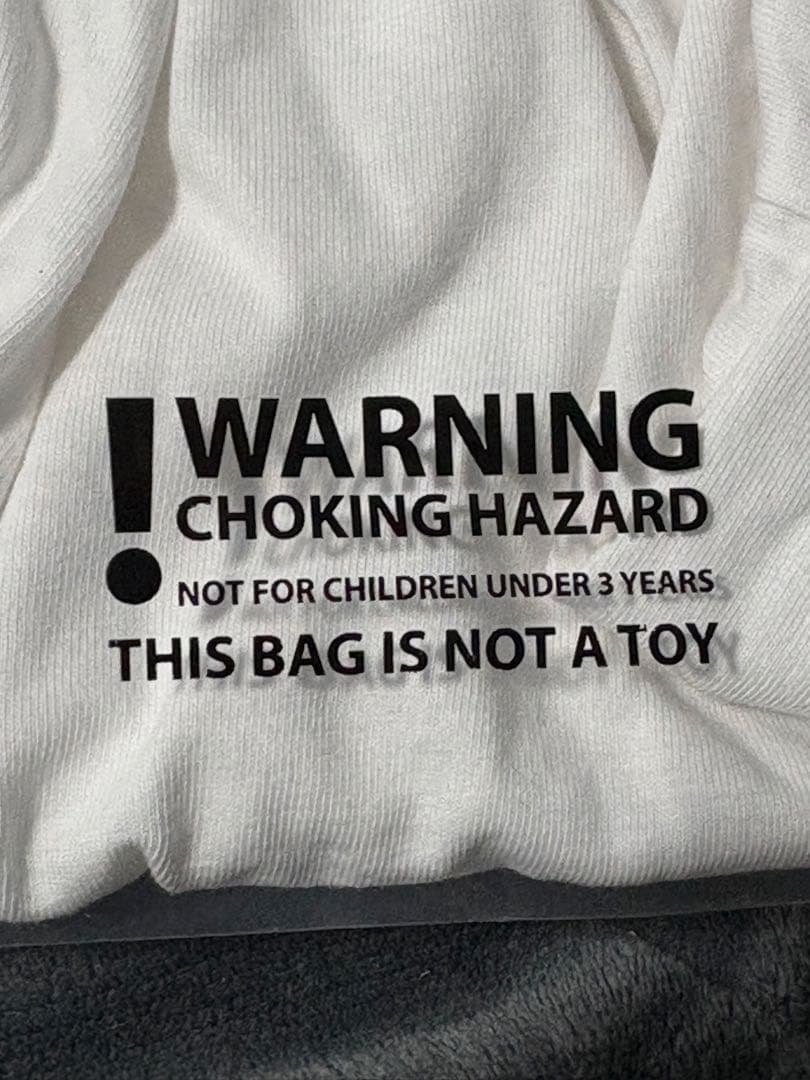 ! WARNING
CHOKING HAZARD
NOT FOR CHILDREN UNDER 3 YEARS
THIS BAG IS NOT A TOY